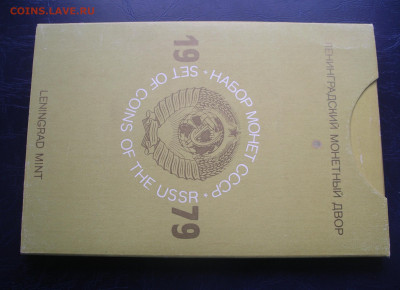 COINS.LAVE.RU
ЛЕНИНГРАДСКИЙ МОНЕТНЫЙ ДВОР
· НАБОР МОНЕТ СССР ·
19 79
SET OF COINS OF THE USSR
LENINGRAD MINT